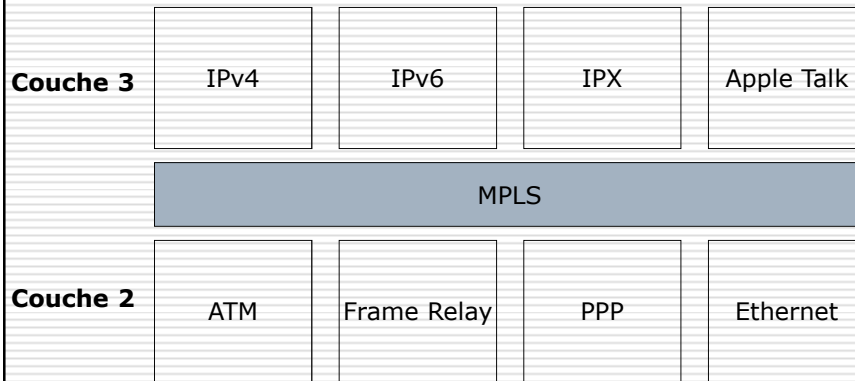 Couche 3 IPv4 IPv6 IPX Apple Talk
MPLS
Couche 2 ATM Frame Relay PPP Ethernet